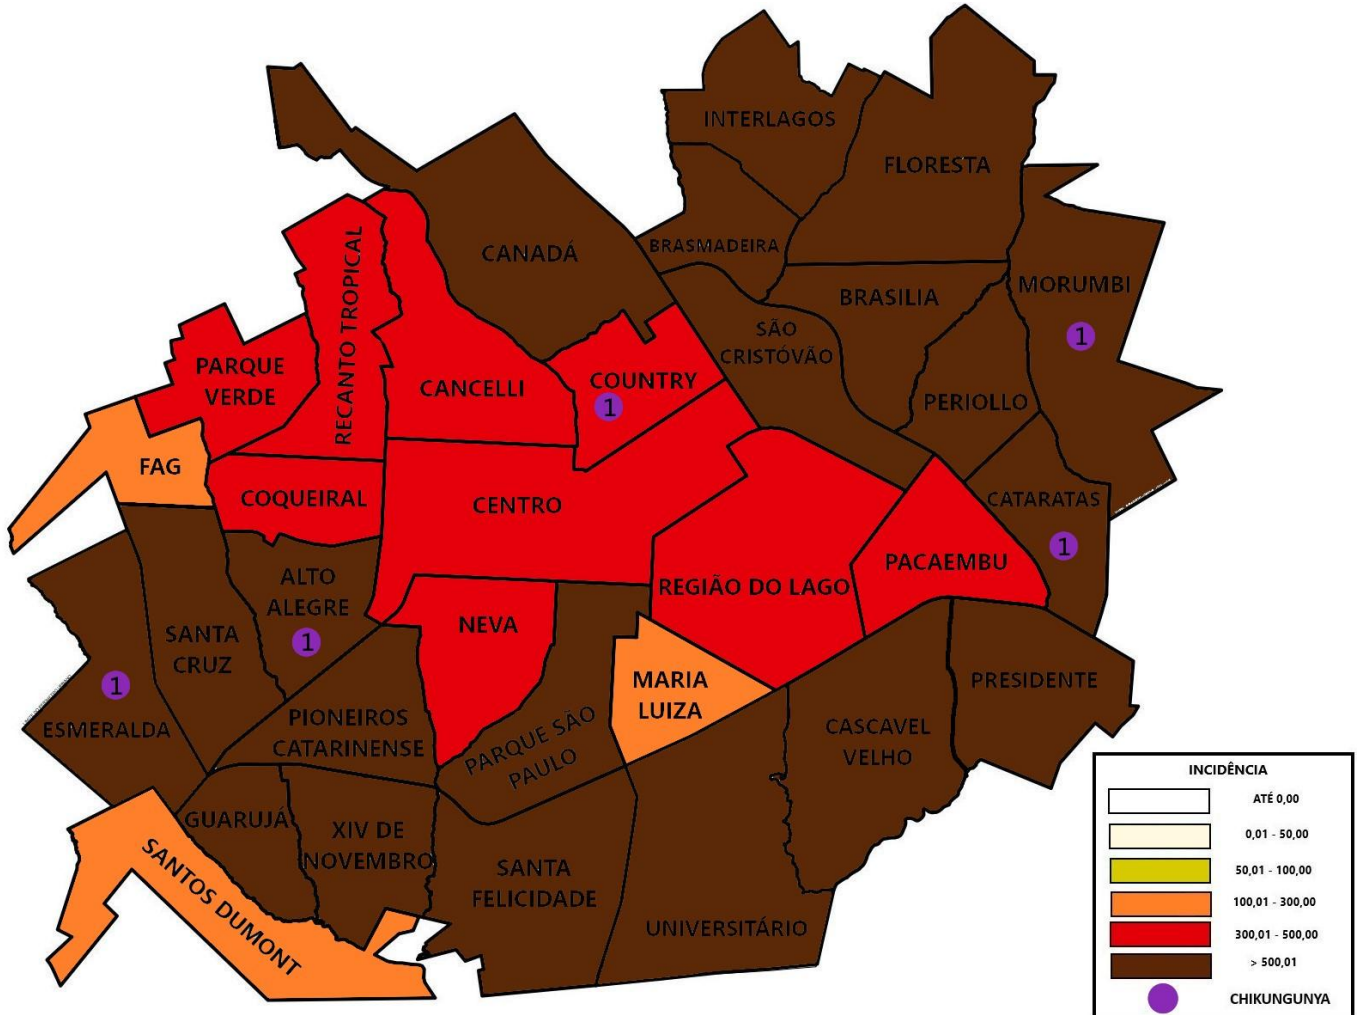 INTERLAGOS
FLORESTA
CANADÁ
BRASMADEIRA
MORUMBI
1
BRASILIA
SÃO
CRISTÓVÃO
RECANTO TROPICAL
PARQUE
VERDE
CANCELLI
COUNTRY
1
PERIOLLO
FAG
COQUEIRAL
CENTRO
CATARATAS
1
PACAEMBU
REGIÃO DO LAGO
ALTO
ALEGRE
1
NEVA
SANTA
CRUZ
1
ESMERALDA
MARIA
LUIZA
PRESIDENTE
PIONEIROS
CATARINENSE
PARQUE SÃO
PAULO
CASCAVEL
VELHO
GUARUJÁ
XIV DE
NOVEMBRO
SANTOS DUMONT
SANTA
FELICIDADE
UNIVERSITÁRIO
INCIDÊNCIA
ATÉ 0,00
0,01 - 50,00
50,01 - 100,00
100,01 - 300,00
300,01 - 500,00
> 500,01
CHIKUNGUNYA